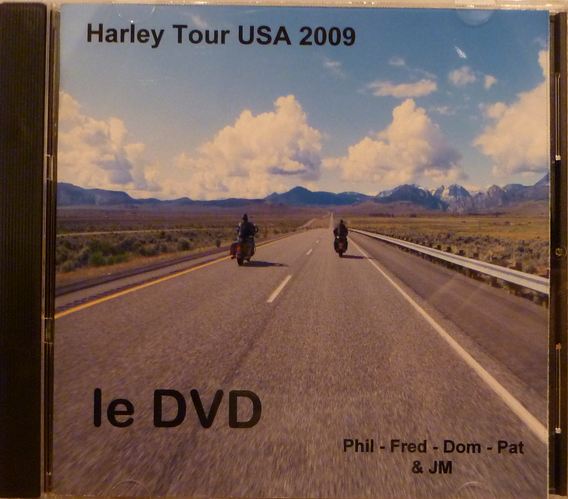 Harley Tour USA 2009
le DVD
Phil - Fred - Dom - Pat
& JM